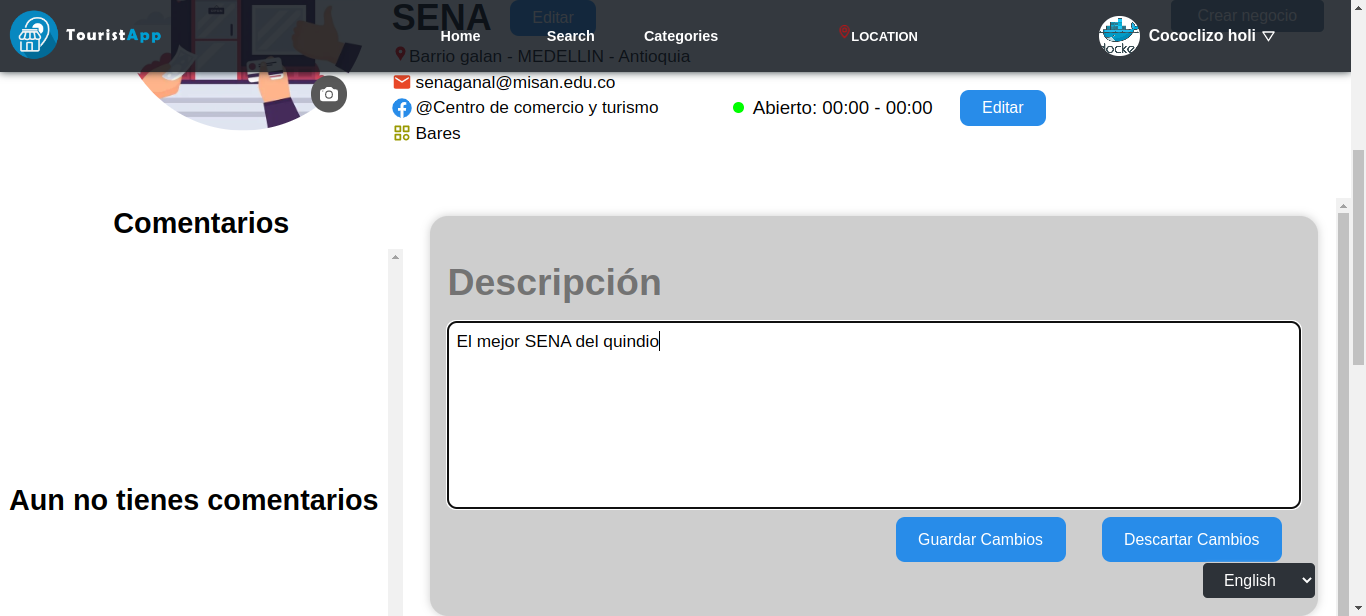 TouristApp
Home
Search
Categories
LOCATION
Cococlizo holi
SENA
Editar
Crear negocio
Barrio galan - MEDELLIN - Antioquia
senaganal@misan.edu.co
@Centro de comercio y turismo
Abierto: 00:00 - 00:00
Editar
Bares
Comentarios
Aun no tienes comentarios
Descripción
El mejor SENA del quindio
Guardar Cambios
Descartar Cambios
English